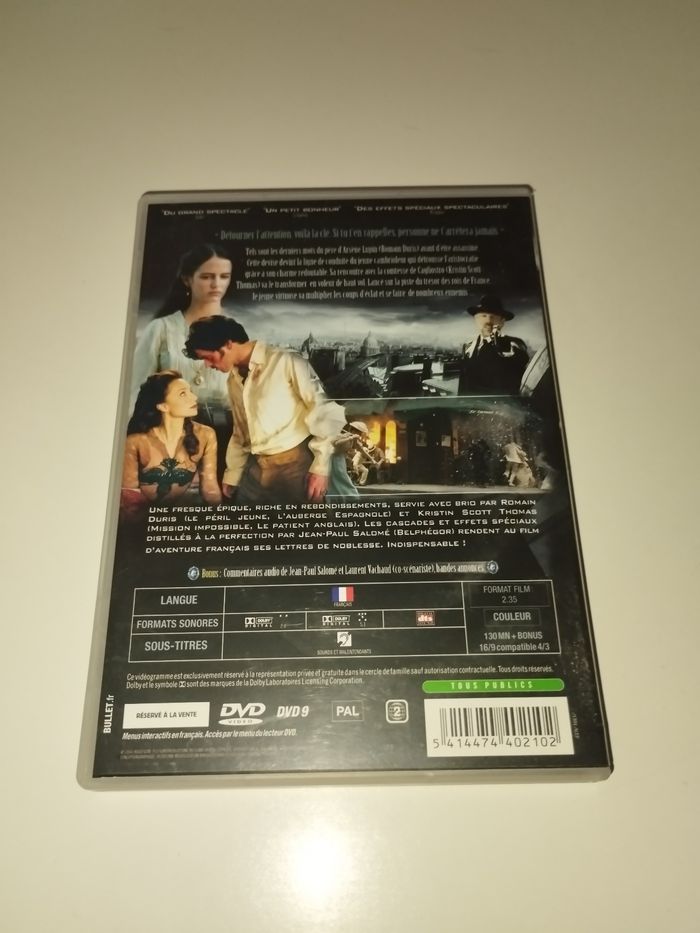 "DU GRAND SPECTACLE" "UN PETIT BONHEUR" "DES EFFETS SPÉCIAUX SPECTACULAIRES"
- Détourner l'attention, voilà la clé. Si tu t'en rappelles, personne ne t'arrêtera jamais -
Tels sont les derniers mots du père d'Arsène Lupin (Romain Duris) avant d'être assassiné
Cette devise devint la ligne de conduite du jeune cambrioleur qui détrousse l'aristocratie
grâce à son charme redoutable. Sa rencontre avec la comtesse de Cagliostro (Kristin Scott
Thomas) va le transformer en voleur de haut vol. Lancé sur la piste du trésor des rois de France,
le jeune virtuose va multiplier les coups d'éclat et se faire de nombreux ennemis.
UNE FRESQUE ÉPIQUE, RICHE EN REBONDISSEMENTS, SERVIE AVEC BRIO PAR ROMAIN
DURIS (LE PÉRIL JEUNE, L'AUBERGE ESPAGNOLE) ET KRISTIN SCOTT THOMAS
(MISSION IMPOSSIBLE, LE PATIENT ANGLAIS). LES CASCADES ET EFFETS SPÉCIAUX
DISTILLÉS À LA PERFECTION PAR JEAN-PAUL SALOMÉ (BELPHÉGOR) RENDENT AU FILM
D'AVENTURE FRANÇAIS SES LETTRES DE NOBLESSE. INDISPENSABLE !
Bonus : Commentaires audio de Jean-Paul Salomé et Laurent Vachaud (co-scénariste), bandes annonces
LANGUE
FRANÇAIS
FORMATS SONORES
DOLBY DIGITAL
DOLBY DIGITAL
dts
SOUS-TITRES
SOURDS ET MALENTENDANTS
FORMAT FILM
2.35
COULEUR
130 MN + BONUS
16/9 compatible 4/3
Ce vidéogramme est exclusivement réservé à la représentation privée et gratuite dans le cercle de famille sauf autorisation contractuelle. Tous droits réservés.
Dolby et le symbole DD sont des marques de la Dolby Laboratories Licensing Corporation.
TOUS PUBLICS
BULLET.fr
RÉSERVÉ À LA VENTE
DVD
VIDEO
DVD 9
PAL
2
Menus interactifs en français. Accès par le menu du lecteur DVD.
5 414474 402102